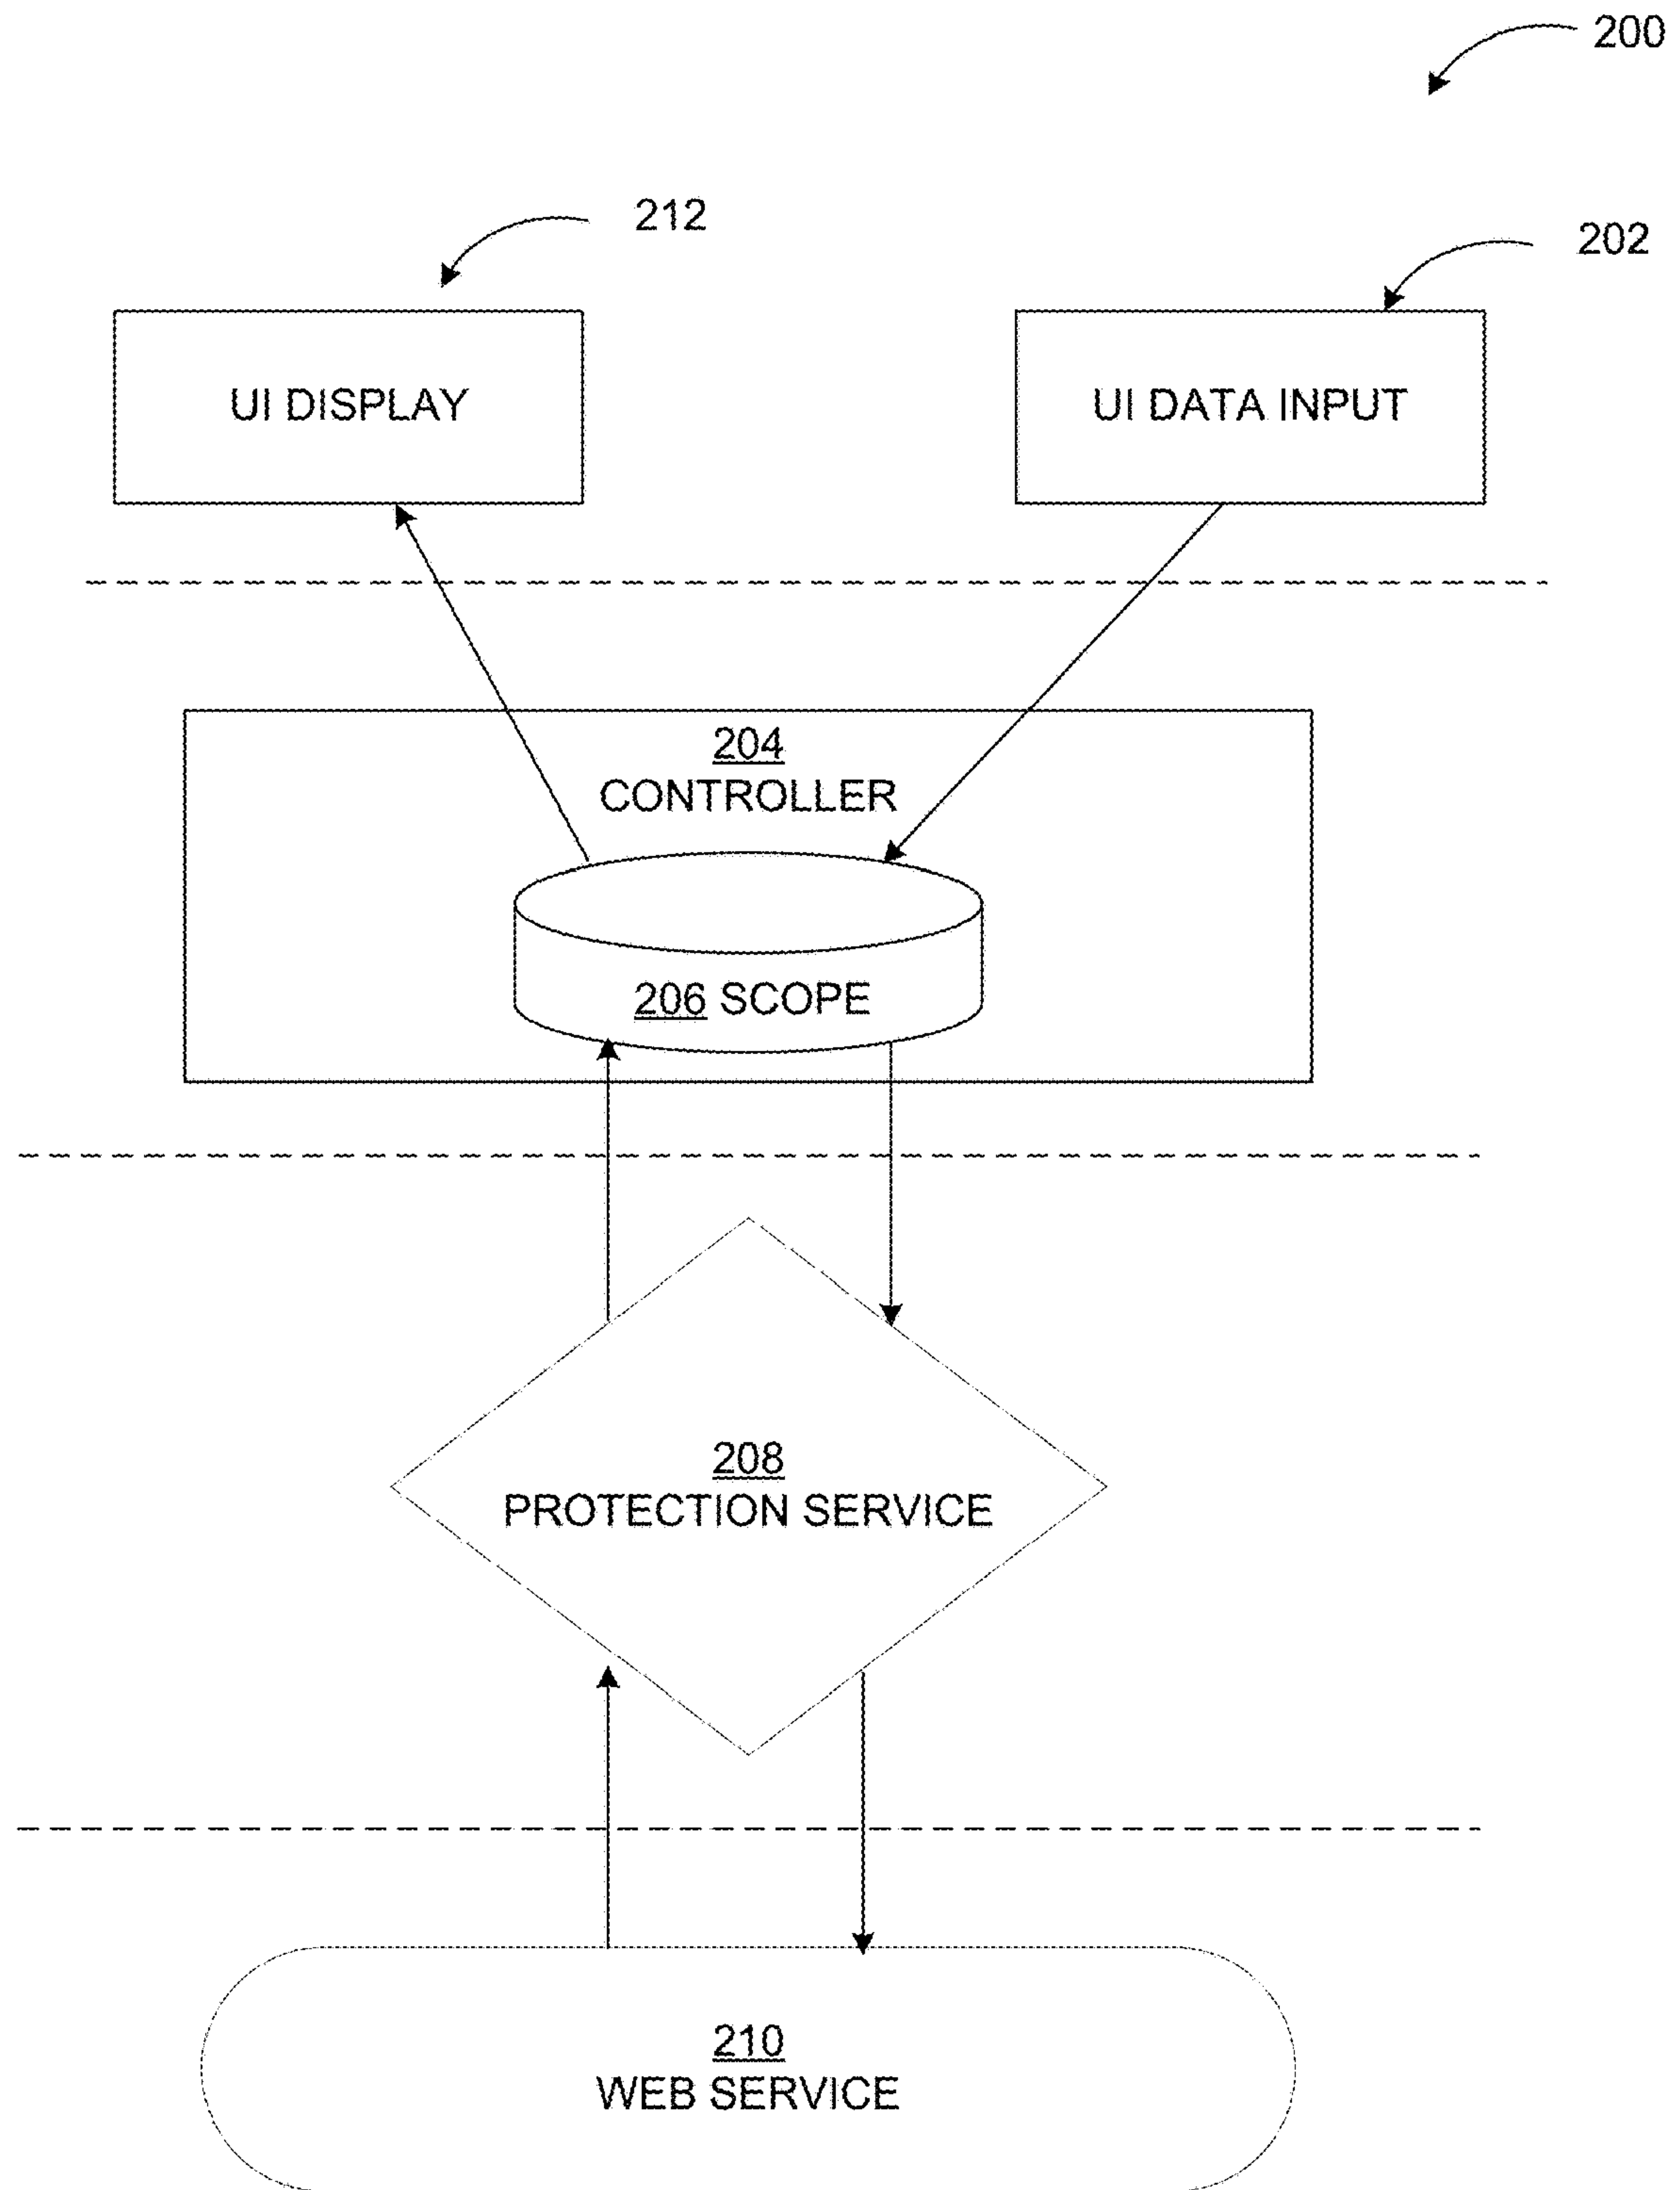 200
212
202
UI DISPLAY
UI DATA INPUT
204
CONTROLLER
206 SCOPE
208
PROTECTION SERVICE
210
WEB SERVICE